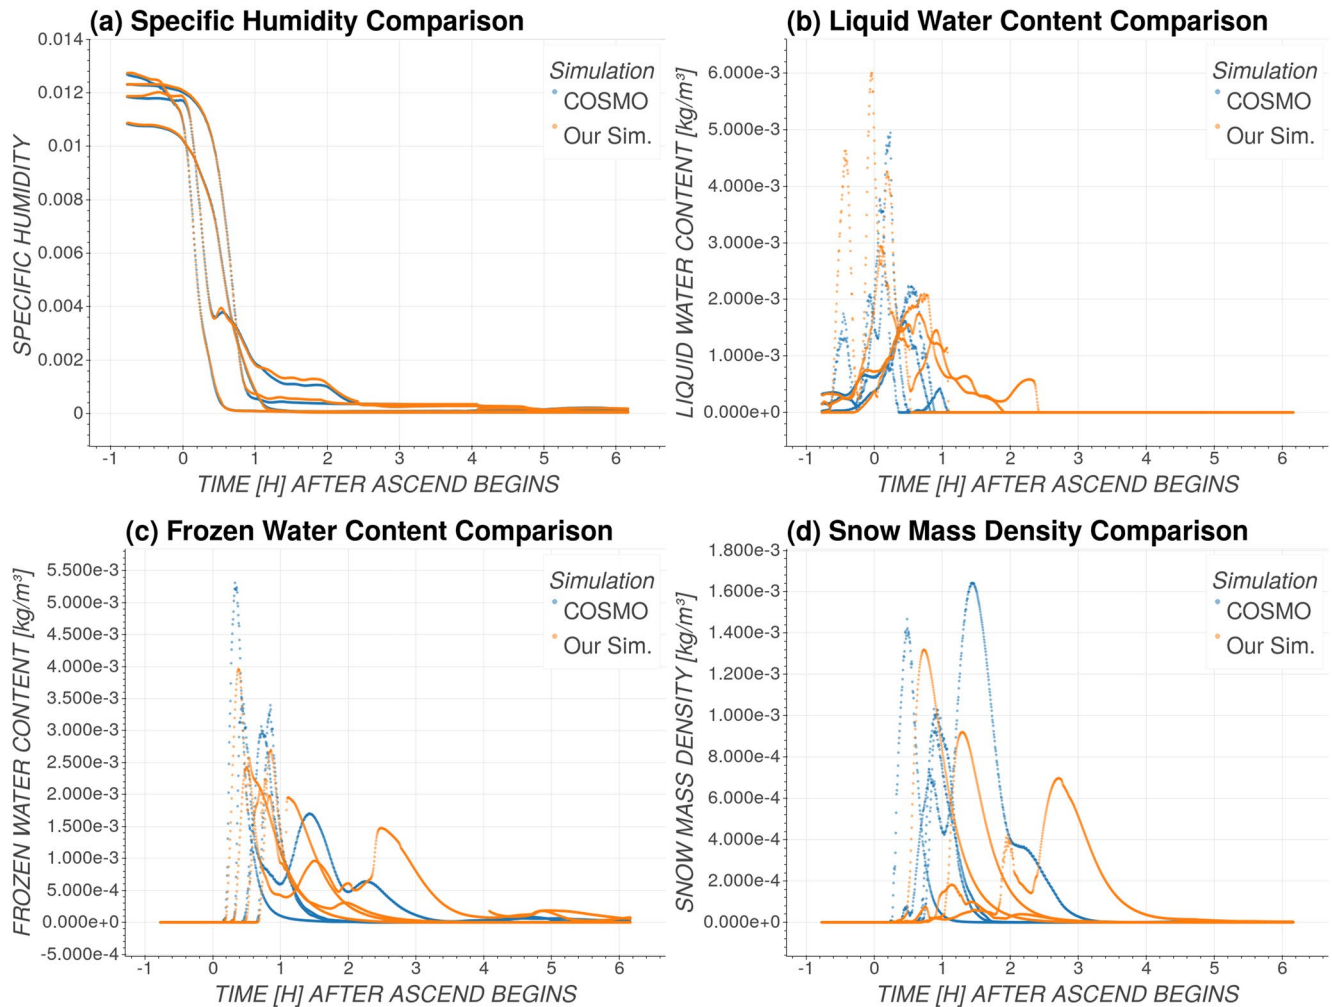 (a) Specific Humidity Comparison
0.014
0.012
0.01
0.008
0.006
0.004
0.002
0
SPECIFIC HUMIDITY
Simulation
COSMO
Our Sim.
-1 0 1 2 3 4 5 6
TIME [H] AFTER ASCEND BEGINS
(b) Liquid Water Content Comparison
6.000e-3
5.000e-3
4.000e-3
3.000e-3
2.000e-3
1.000e-3
0.000e+0
LIQUID WATER CONTENT [kg/m³]
Simulation
COSMO
Our Sim.
-1 0 1 2 3 4 5 6
TIME [H] AFTER ASCEND BEGINS
(c) Frozen Water Content Comparison
5.500e-3
5.000e-3
4.000e-3
3.500e-3
2.500e-3
2.000e-3
1.500e-3
1.000e-3
5.000e-4
0.000e+0
-5.000e-4
FROZEN WATER CONTENT [kg/m³]
Simulation
COSMO
Our Sim.
-1 0 1 2 3 4 5 6
TIME [H] AFTER ASCEND BEGINS
(d) Snow Mass Density Comparison
1.800e-3
1.600e-3
1.400e-3
1.200e-3
1.000e-3
8.000e-4
6.000e-4
4.000e-4
2.000e-4
0.000e+0
SNOW MASS DENSITY [kg/m³]
Simulation
COSMO
Our Sim.
-1 0 1 2 3 4 5 6
TIME [H] AFTER ASCEND BEGINS